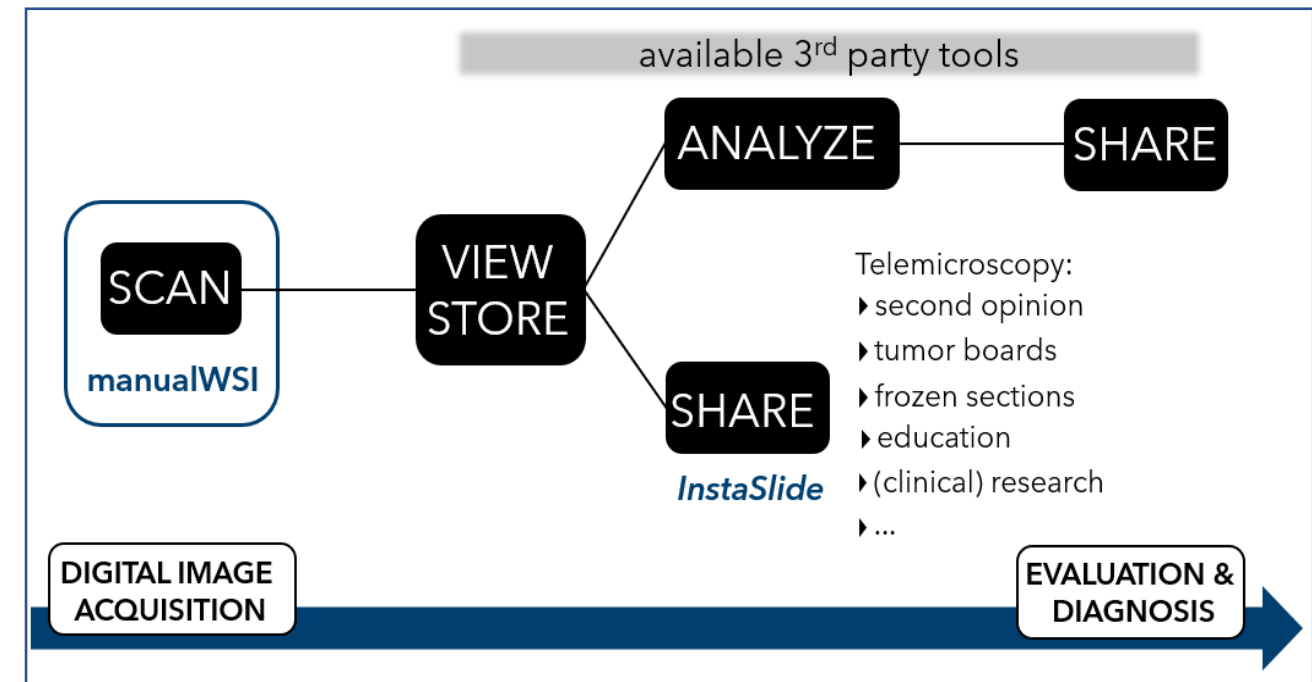 available 3rd party tools
ANALYZE
SHARE
SCAN
manualWSI
VIEW
STORE
SHARE
InstaSlide
Telemicroscopy:
▸second opinion
▸tumor boards
▸frozen sections
▸education
▸(clinical) research
▸...
DIGITAL IMAGE
ACQUISITION
EVALUATION &
DIAGNOSIS